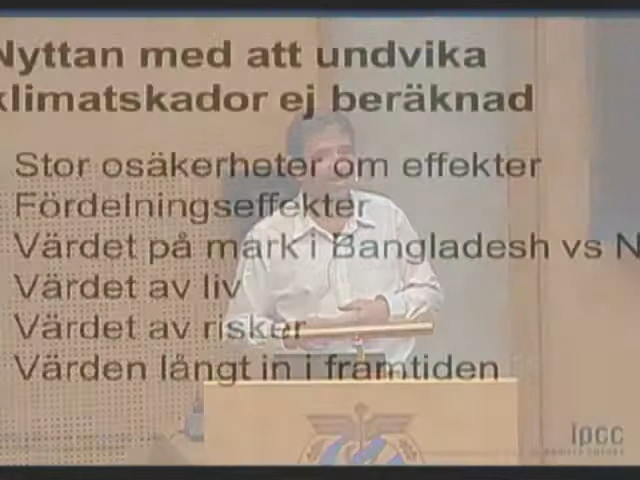 Nyttan med att undvika
klimatskador ej beräknad
Stor osäkerheter om effekter
Fördelningseffekter
Värdet på mark i Bangladesh vs N
Värdet av liv
Värdet av risker
Värden långt in i framtiden
ipcc